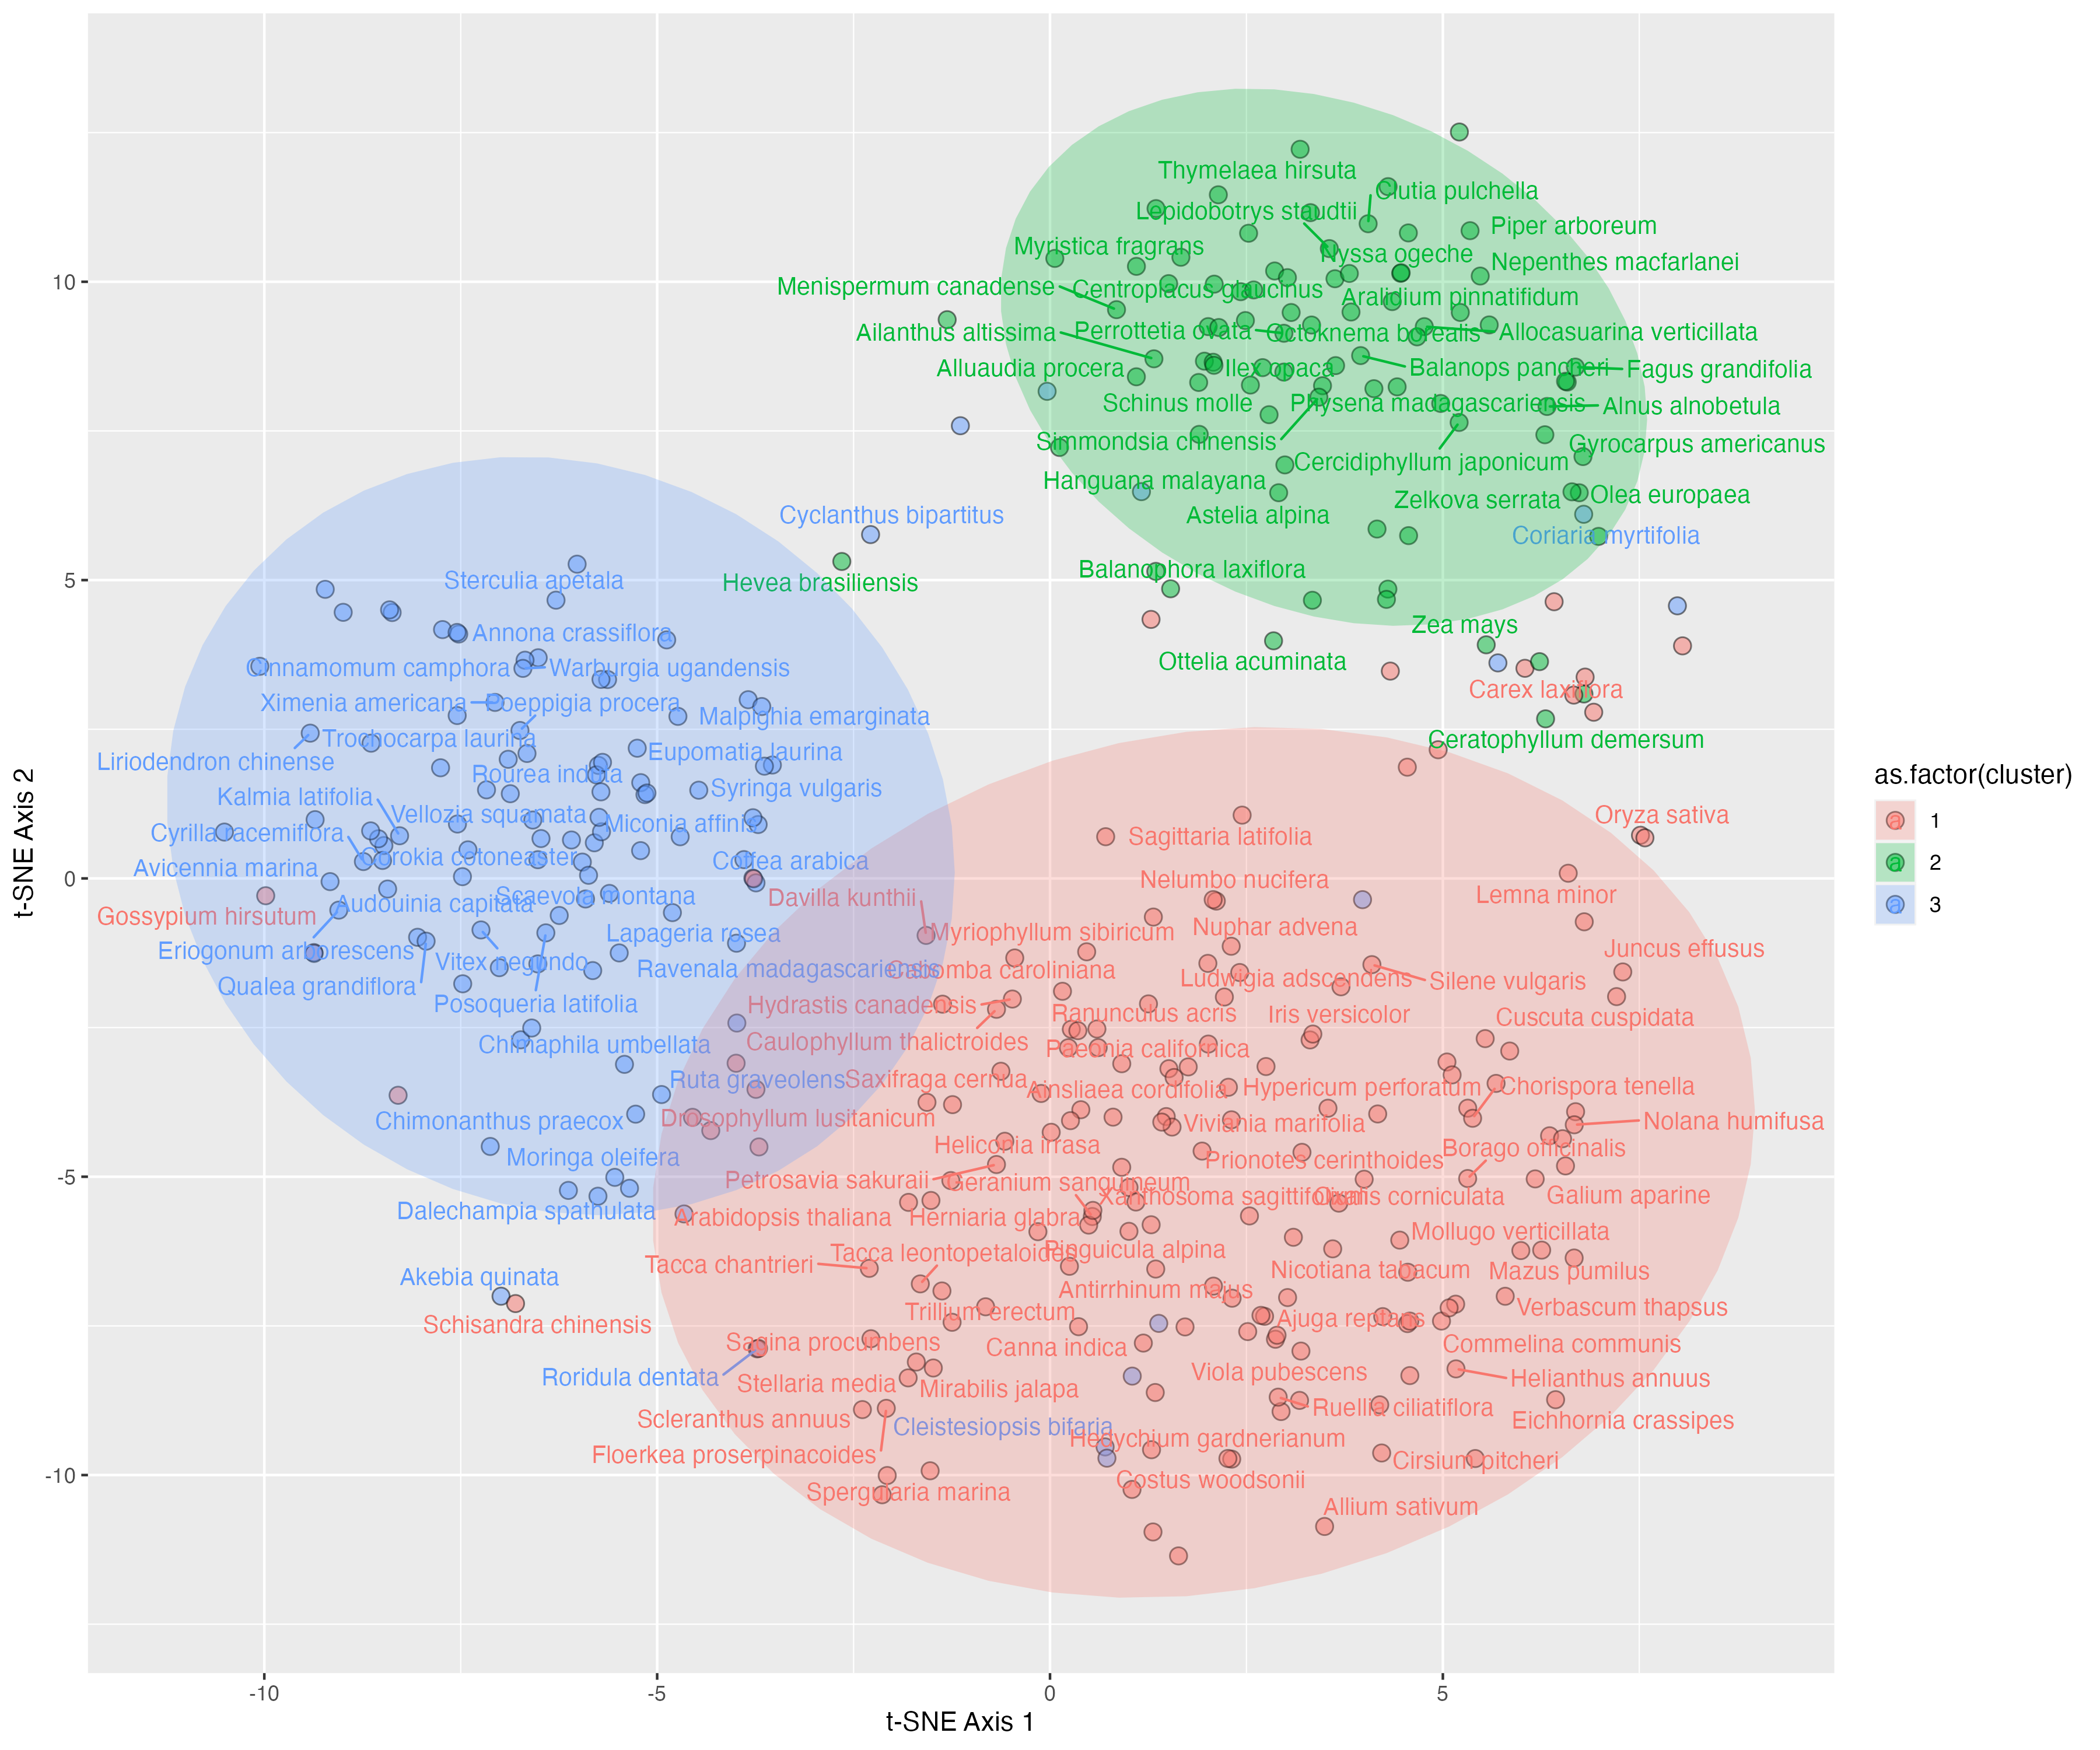 Thymelaea hirsuta
Clutia pulchella
Lepidobotrys staudtii
Piper arboreum
Myristica fragrans
Nyssa ogeche
Nepenthes macfarlanei
Menispermum canadense
Centroplacus glaucinus
Aralidium pinnatifidum
Ailanthus altissima
Perrottetia ovata
Octoknema borealis
Allocasuarina verticillata
Alluaudia procera
Ilex opaca
Balanops pancheri
Fagus grandifolia
Schinus molle
Physena madagascariensis
Alnus alnobetula
Simmondsia chinensis
Gyrocarpus americanus
Cercidiphyllum japonicum
Hanguana malayana
Zelkova serrata
Olea europaea
Cyclanthus bipartitus
Astelia alpina
Coriaria myrtifolia
Balanophora laxiflora
Sterculia apetala
Hevea brasiliensis
Zea mays
Annona crassiflora
Ottelia acuminata
Cinnamomum camphora
Warburgia ugandensis
Carex laxiflora
Ximenia americana
Poeppigia procera
Malpighia emarginata
Trochocarpa laurina
Ceratophyllum demersum
Eupomatia laurina
Liriodendron chinense
Rourea induta
Syringa vulgaris
Kalmia latifolia
Vellozia squamata
Oryza sativa
Miconia affinis
Cyrilla racemiflora
Sagittaria latifolia
Corokia cotoneaster
Coffea arabica
Avicennia marina
Nelumbo nucifera
Lemna minor
Scaevola montana
Davilla kunthii
Audouinia capitata
Gossypium hirsutum
Nuphar advena
Lapageria rosea
Myriophyllum sibiricum
Juncus effusus
Eriogonum arborescens
Vitex negundo
Ravenala madagascariensis
Cabomba caroliniana
Ludwigia adscendens
Silene vulgaris
Qualea grandiflora
Posoqueria latifolia
Hydrastis canadensis
Ranunculus acris
Iris versicolor
Cuscuta cuspidata
Chimaphila umbellata
Caulophyllum thalictroides
Paeonia californica
Ruta graveolens
Saxifraga cernua
Ainsliaea cordifolia
Hypericum perforatum
Chorispora tenella
Chimonanthus praecox
Drosophyllum lusitanicum
Viviania marifolia
Nolana humifusa
Heliconia irrasa
Borago officinalis
Moringa oleifera
Prionotes cerinthoides
Petrosavia sakuraii
Geranium sanguineum
Xanthosoma sagittifolium
Oxalis corniculata
Galium aparine
Dalechampia spathulata
Arabidopsis thaliana
Herniaria glabra
Mollugo verticillata
Tacca leontopetaloides
Pinguicula alpina
Tacca chantrieri
Nicotiana tabacum
Mazus pumilus
Akebia quinata
Antirrhinum majus
Verbascum thapsus
Schisandra chinensis
Trillium erectum
Ajuga reptans
Sagina procumbens
Canna indica
Commelina communis
Roridula dentata
Stellaria media
Mirabilis jalapa
Viola pubescens
Helianthus annuus
Scleranthus annuus
Cleistesiopsis bifaria
Ruellia ciliatiflora
Eichhornia crassipes
Floerkea proserpinacoides
Hedychium gardnerianum
Cirsium pitcheri
Spergularia marina
Costus woodsonii
Allium sativum
10
5
0
-5
-10
t-SNE Axis 2
-10
-5
0
5
t-SNE Axis 1
as.factor(cluster)
a 1
a 2
a 3